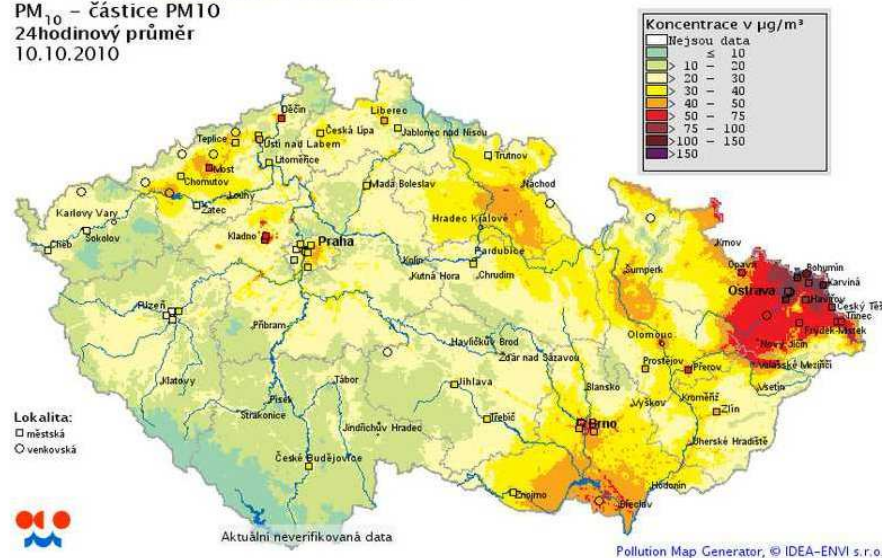 PM10 – částice PM10
24hodinový průměr
10.10.2010
Koncentrace v µg/m³
Nejsou data
≤ 10
> 10 – 20
> 20 – 30
> 30 – 40
> 40 – 50
> 50 – 75
> 75 – 100
>100 – 150
>150
Děčín
Liberec
Teplice
Ústí nad Labem
Česká Lípa
Jablonec nad Nisou
Most
Litoměřice
Trutnov
Chomutov
Louny
Mladá Boleslav
Náchod
Karlovy Vary
Žatec
Hradec Králové
Cheb
Sokolov
Kladno
Praha
Pardubice
Krnov
Kolín
Opava
Bohumín
Kutná Hora
Chrudim
Šumperk
Karviná
Ostrava
Havířov
Český Tě
Plzeň
Třinec
Příbram
Frýdek-Místek
Havlíčkův Brod
Olomouc
Nový Jičín
Žďár nad Sázavou
Prostějov
Přerov
Valašské Meziříčí
Klatovy
Tábor
Jihlava
Blansko
Vsetín
Písek
Kroměříž
Strakonice
Vyškov
Zlín
Třebíč
Brno
Jindřichův Hradec
Uherské Hradiště
České Budějovice
Hodonín
Znojmo
Břeclav
Lokalita:
městská
venkovská
Aktuální neverifikovaná data
Pollution Map Generator, © IDEA-ENVI s.r.o